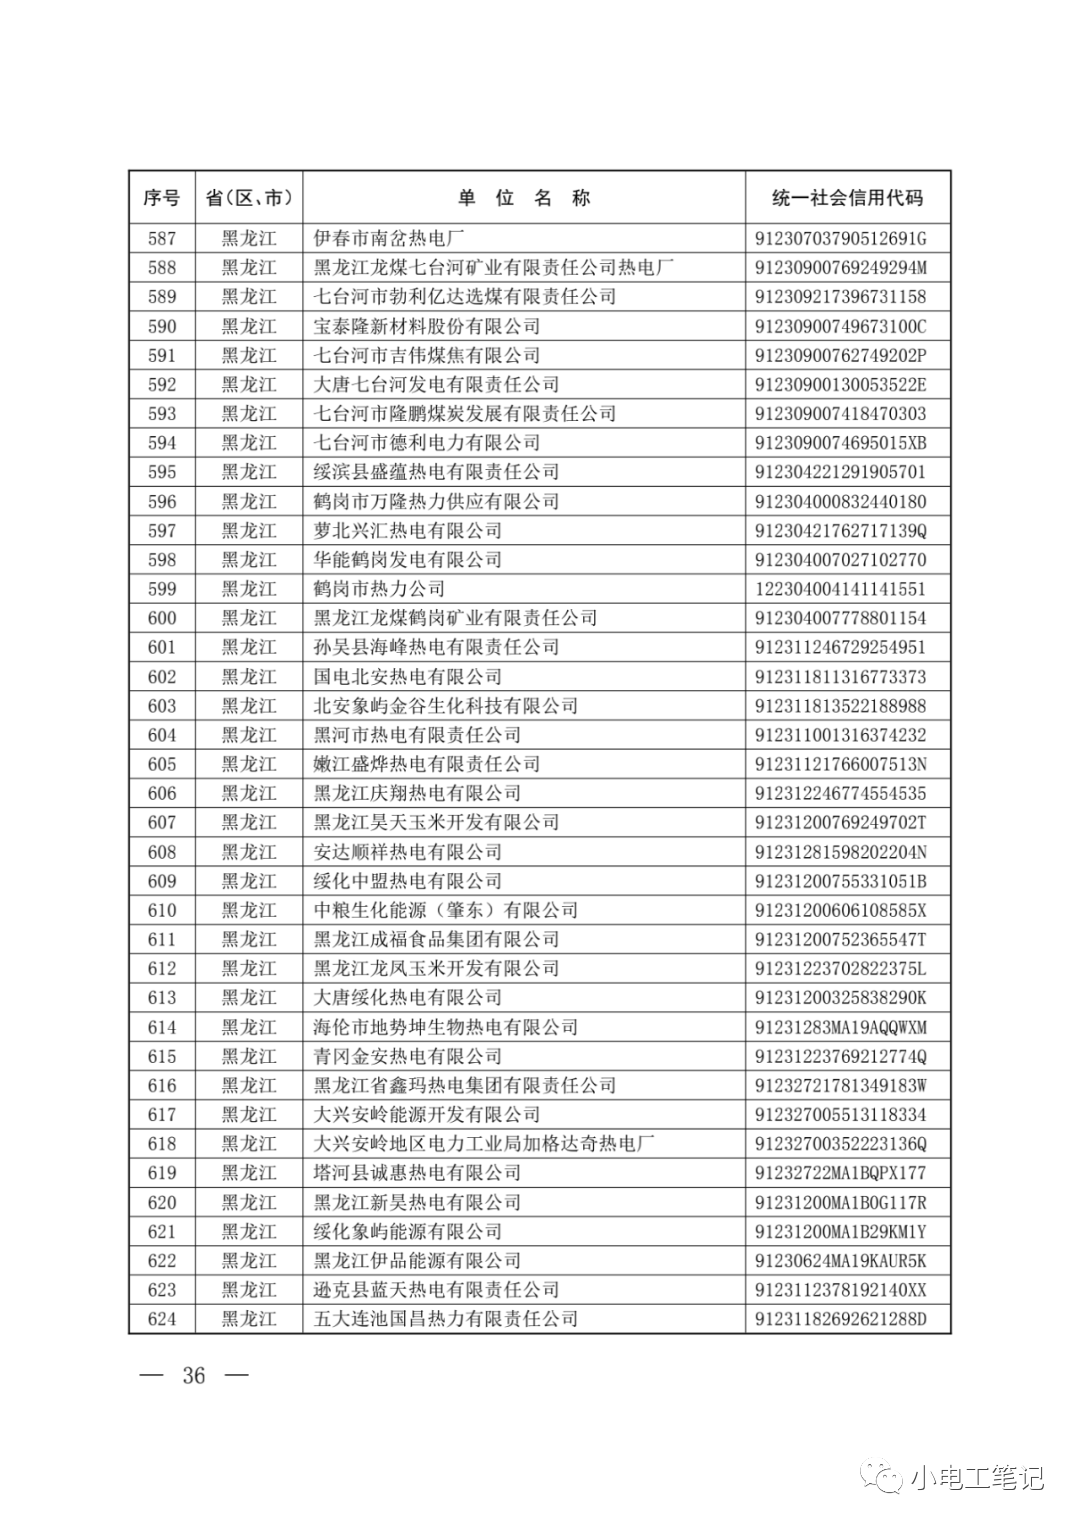 序号 省(区、市) 单位名称 统一社会信用代码
587 黑龙江 伊春市南岔热电厂 91230703790512691G
588 黑龙江 黑龙江龙煤七台河矿业有限责任公司热电厂 91230900769249294M
589 黑龙江 七台河市勃利亿达选煤有限责任公司 912309217396731158
590 黑龙江 宝泰隆新材料股份有限公司 91230900749673100C
591 黑龙江 七台河市吉伟煤焦有限公司 91230900762749202P
592 黑龙江 大唐七台河发电有限责任公司 91230900130053522E
593 黑龙江 七台河市隆鹏煤炭发展有限责任公司 912309007418470303
594 黑龙江 七台河市德利电力有限公司 9123090074695015XB
595 黑龙江 绥滨县盛蕴热电有限责任公司 912304221291905701
596 黑龙江 鹤岗市万隆热力供应有限公司 912304000832440180
597 黑龙江 萝北兴汇热电有限公司 91230421762717139Q
598 黑龙江 华能鹤岗发电有限公司 912304007027102770
599 黑龙江 鹤岗市热力公司 122304004141141551
600 黑龙江 黑龙江龙煤鹤岗矿业有限责任公司 912304007778801154
601 黑龙江 孙吴县海峰热电有限责任公司 912311246729254951
602 黑龙江 国电北安热电有限公司 912311811316773373
603 黑龙江 北安象屿金谷生化科技有限公司 912311813522188988
604 黑龙江 黑河市热电有限责任公司 912311001316374232
605 黑龙江 嫩江盛烨热电有限责任公司 91231121766007513N
606 黑龙江 黑龙江庆翔热电有限公司 912312246774554535
607 黑龙江 黑龙江昊天玉米开发有限公司 91231200769249702T
608 黑龙江 安达顺祥热电有限公司 91231281598202204N
609 黑龙江 绥化中盟热电有限公司 91231200755331051B
610 黑龙江 中粮生化能源（肇东）有限公司 91231200606108585X
611 黑龙江 黑龙江成福食品集团有限公司 91231200752365547T
612 黑龙江 黑龙江龙凤玉米开发有限公司 91231223702822375L
613 黑龙江 大唐绥化热电有限公司 91231200325838290K
614 黑龙江 海伦市地势坤生物热电有限公司 91231283MA19AQQWXM
615 黑龙江 青冈金安热电有限公司 91231223769212774Q
616 黑龙江 黑龙江省鑫玛热电集团有限责任公司 91232721781349183W
617 黑龙江 大兴安岭能源开发有限公司 912327005513118334
618 黑龙江 大兴安岭地区电力工业局加格达奇热电厂 91232700352223136Q
619 黑龙江 塔河县诚惠热电有限公司 91232722MA1BQPX177
620 黑龙江 黑龙江新昊热电有限公司 91231200MA1B0G117R
621 黑龙江 绥化象屿能源有限公司 91231200MA1B29KM1Y
622 黑龙江 黑龙江伊品能源有限公司 91230624MA19KAUR5K
623 黑龙江 逊克县蓝天热电有限责任公司 9123112378192140XX
624 黑龙江 五大连池国昌热力有限责任公司 91231182692621288D
— 36 —
小电工笔记